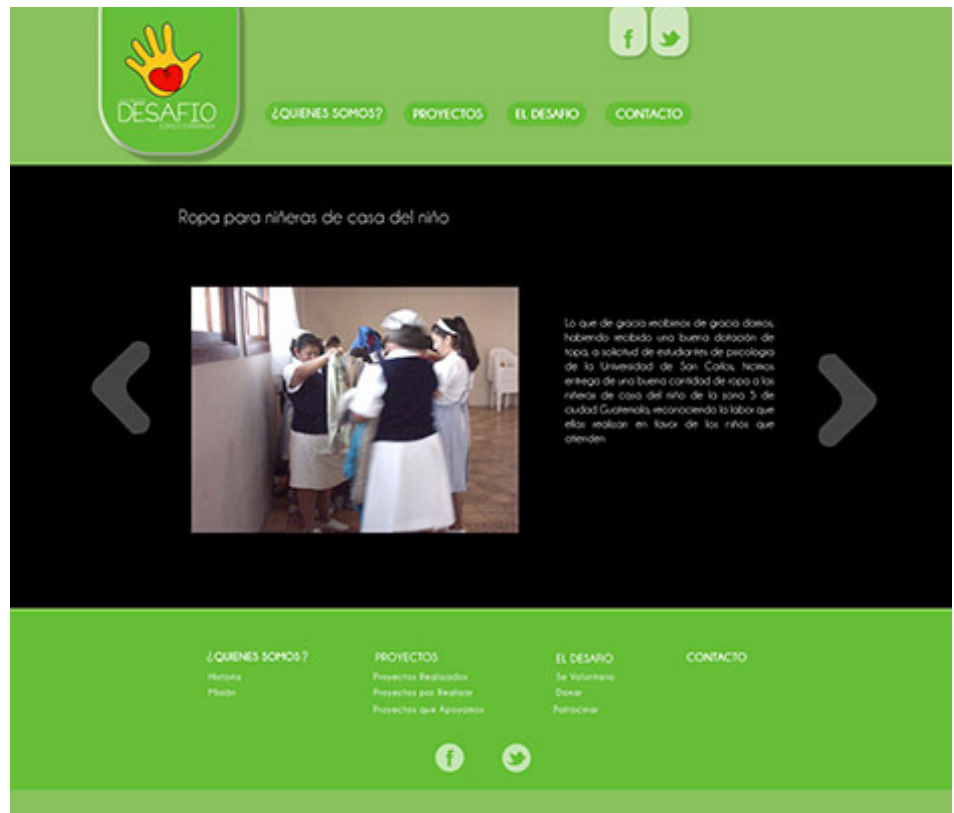 DESAFIO
¿QUIENES SOMOS?
PROYECTOS
EL DESAFIO
CONTACTO
Ropa para niñeras de casa del niño
Lo que de gracia recibimos de gracia damos,
habiendo recibido una buena dotación de
ropa, a solicitud de estudiantes de psicologia
de la Universidad de San Carlos, hicimos
entrega de una buena cantidad de ropa a las
niñeras de casa del niño de la zona 5 de
ciudad Guatemala, reconociendo la labor que
ellas realizan en favor de los niños que
atienden
¿QUIENES SOMOS?
Historia
Misión
PROYECTOS
Proyectos Realizados
Proyectos por Realizar
Proyectos que Apoyamos
EL DESAFIO
Se Voluntario
Donar
Patrocinar
CONTACTO